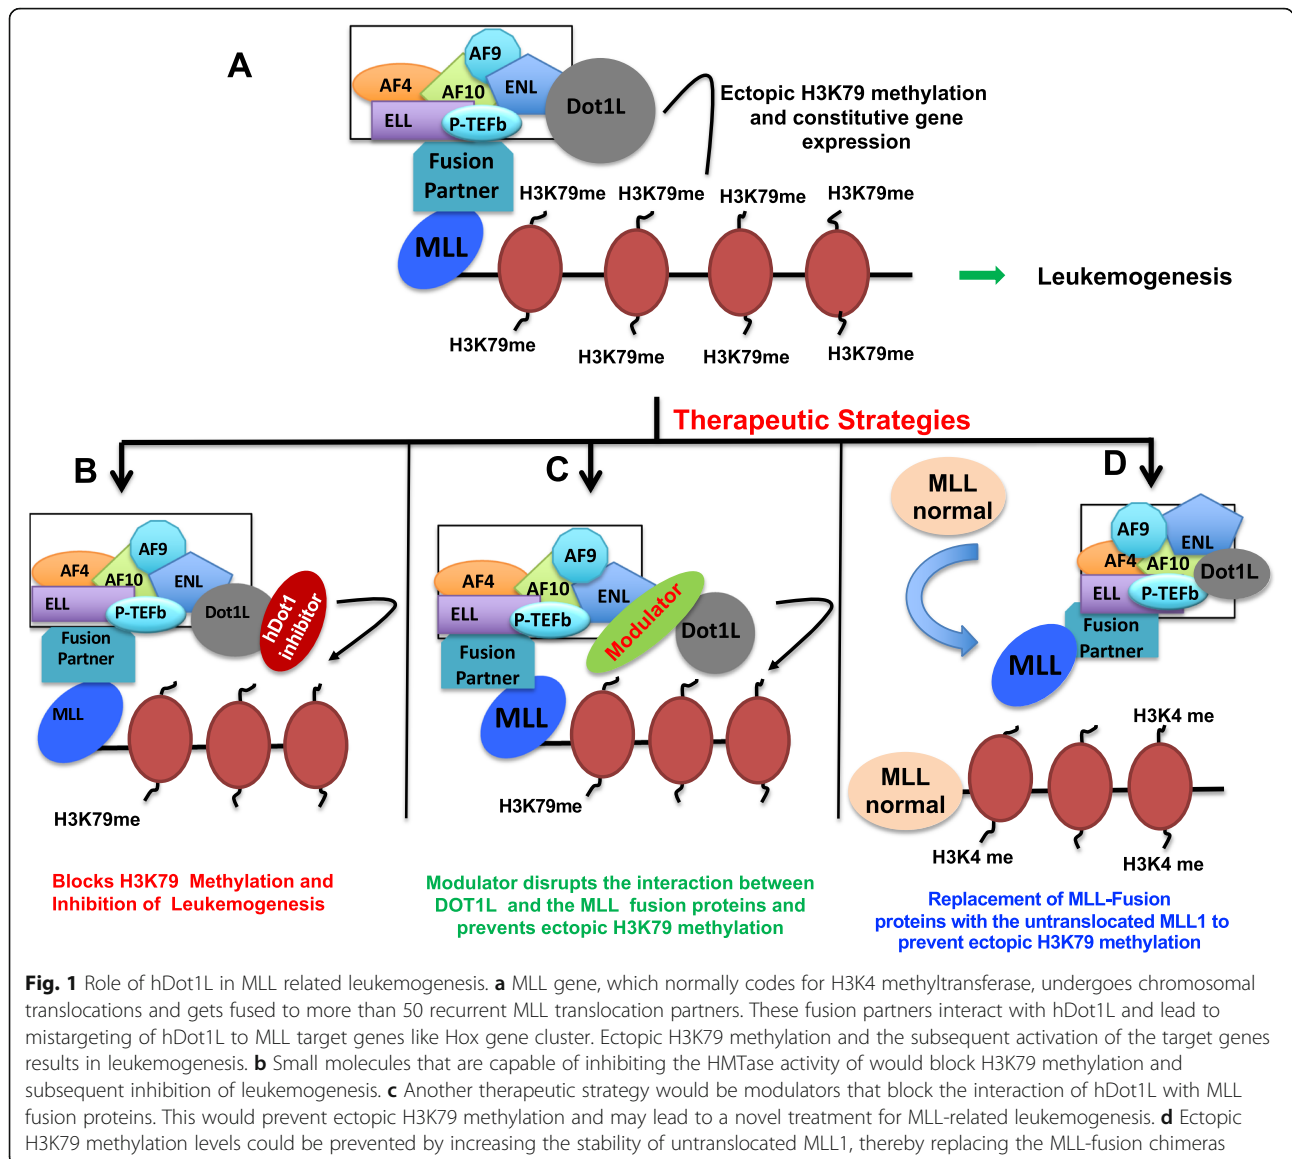 A
AF9
AF4
AF10
ENL
Dot1L
ELL
P-TEFb
Fusion
Partner
MLL
Ectopic H3K79 methylation
and constitutive gene
expression
H3K79me
H3K79me
H3K79me
H3K79me
Leukemogenesis
H3K79me
H3K79me
H3K79me
H3K79me
Therapeutic Strategies
B
AF9
AF4
AF10
ENL
ELL
P-TEFb
Dot1L
hDot1
inhibitor
Fusion
Partner
MLL
H3K79me
Blocks H3K79 Methylation and
Inhibition of Leukemogenesis
C
AF9
AF4
AF10
ENL
ELL
P-TEFb
Modulator
Dot1L
Fusion
Partner
MLL
H3K79me
Modulator disrupts the interaction between
DOT1L and the MLL fusion proteins and
prevents ectopic H3K79 methylation
D
MLL
normal
AF9
ENL
AF4
AF10
Dot1L
ELL
P-TEFb
Fusion
Partner
MLL
H3K4 me
MLL
normal
H3K4 me
H3K4 me
Replacement of MLL-Fusion
proteins with the untranslocated MLL1 to
prevent ectopic H3K79 methylation
Fig. 1 Role of hDot1L in MLL related leukemogenesis. a MLL gene, which normally codes for H3K4 methyltransferase, undergoes chromosomal
translocations and gets fused to more than 50 recurrent MLL translocation partners. These fusion partners interact with hDot1L and lead to
mistargeting of hDot1L to MLL target genes like Hox gene cluster. Ectopic H3K79 methylation and the subsequent activation of the target genes
results in leukemogenesis. b Small molecules that are capable of inhibiting the HMTase activity of would block H3K79 methylation and
subsequent inhibition of leukemogenesis. c Another therapeutic strategy would be modulators that block the interaction of hDot1L with MLL
fusion proteins. This would prevent ectopic H3K79 methylation and may lead to a novel treatment for MLL-related leukemogenesis. d Ectopic
H3K79 methylation levels could be prevented by increasing the stability of untranslocated MLL1, thereby replacing the MLL-fusion chimeras